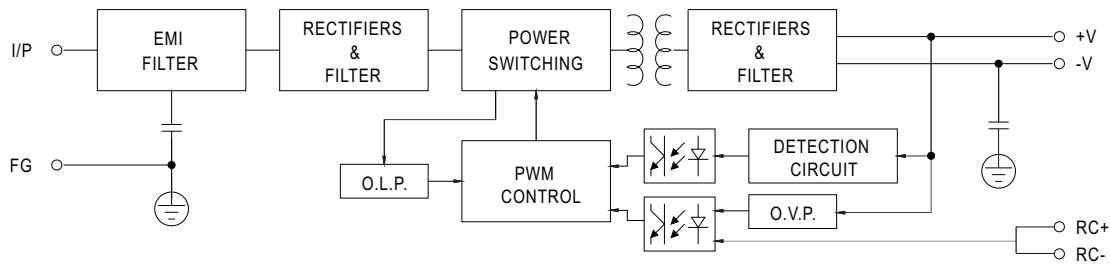 I/P
EMI
FILTER
RECTIFIERS
&
FILTER
POWER
SWITCHING
RECTIFIERS
&
FILTER
+V
-V
FG
O.L.P.
PWM
CONTROL
DETECTION
CIRCUIT
O.V.P.
RC+
RC-